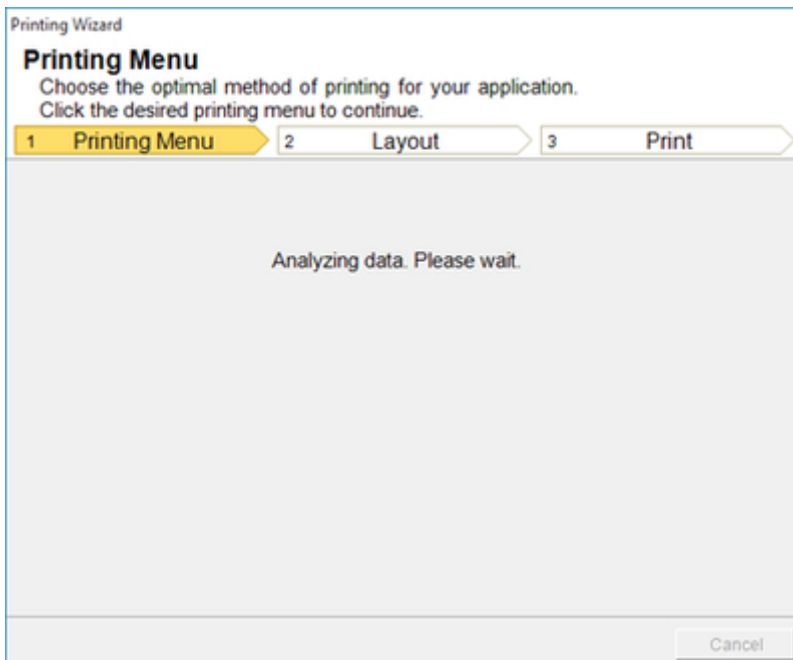 Printing Wizard
Printing Menu
Choose the optimal method of printing for your application.
Click the desired printing menu to continue.
1 Printing Menu 2 Layout 3 Print
Analyzing data. Please wait.
Cancel